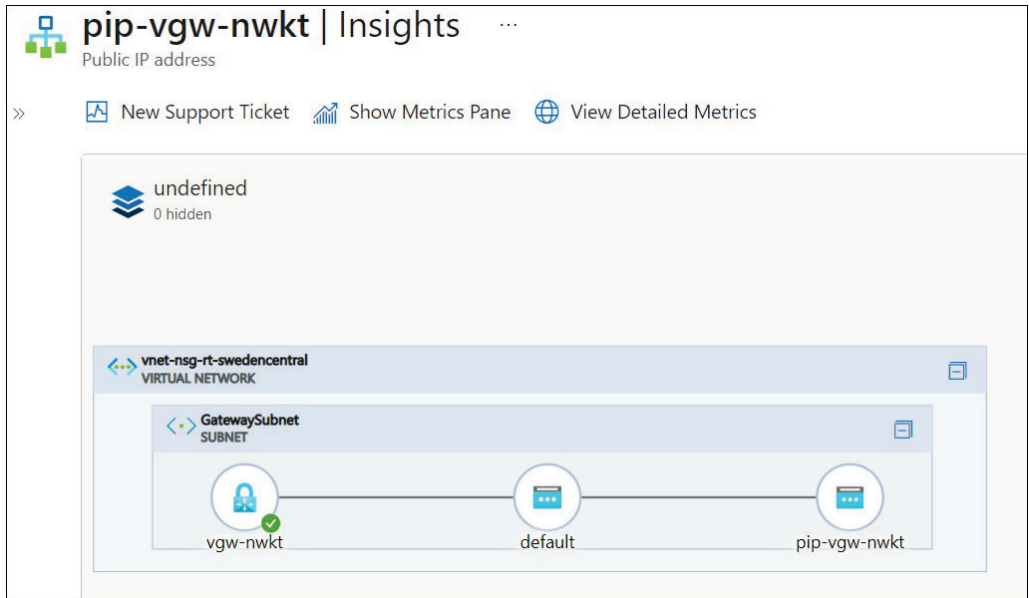 pip-vgw-nwkt | Insights ...
Public IP address
» New Support Ticket Show Metrics Pane View Detailed Metrics
undefined
0 hidden
vnet-nsg-rt-swedencentral
VIRTUAL NETWORK
GatewaySubnet
SUBNET
vgw-nwkt default pip-vgw-nwkt